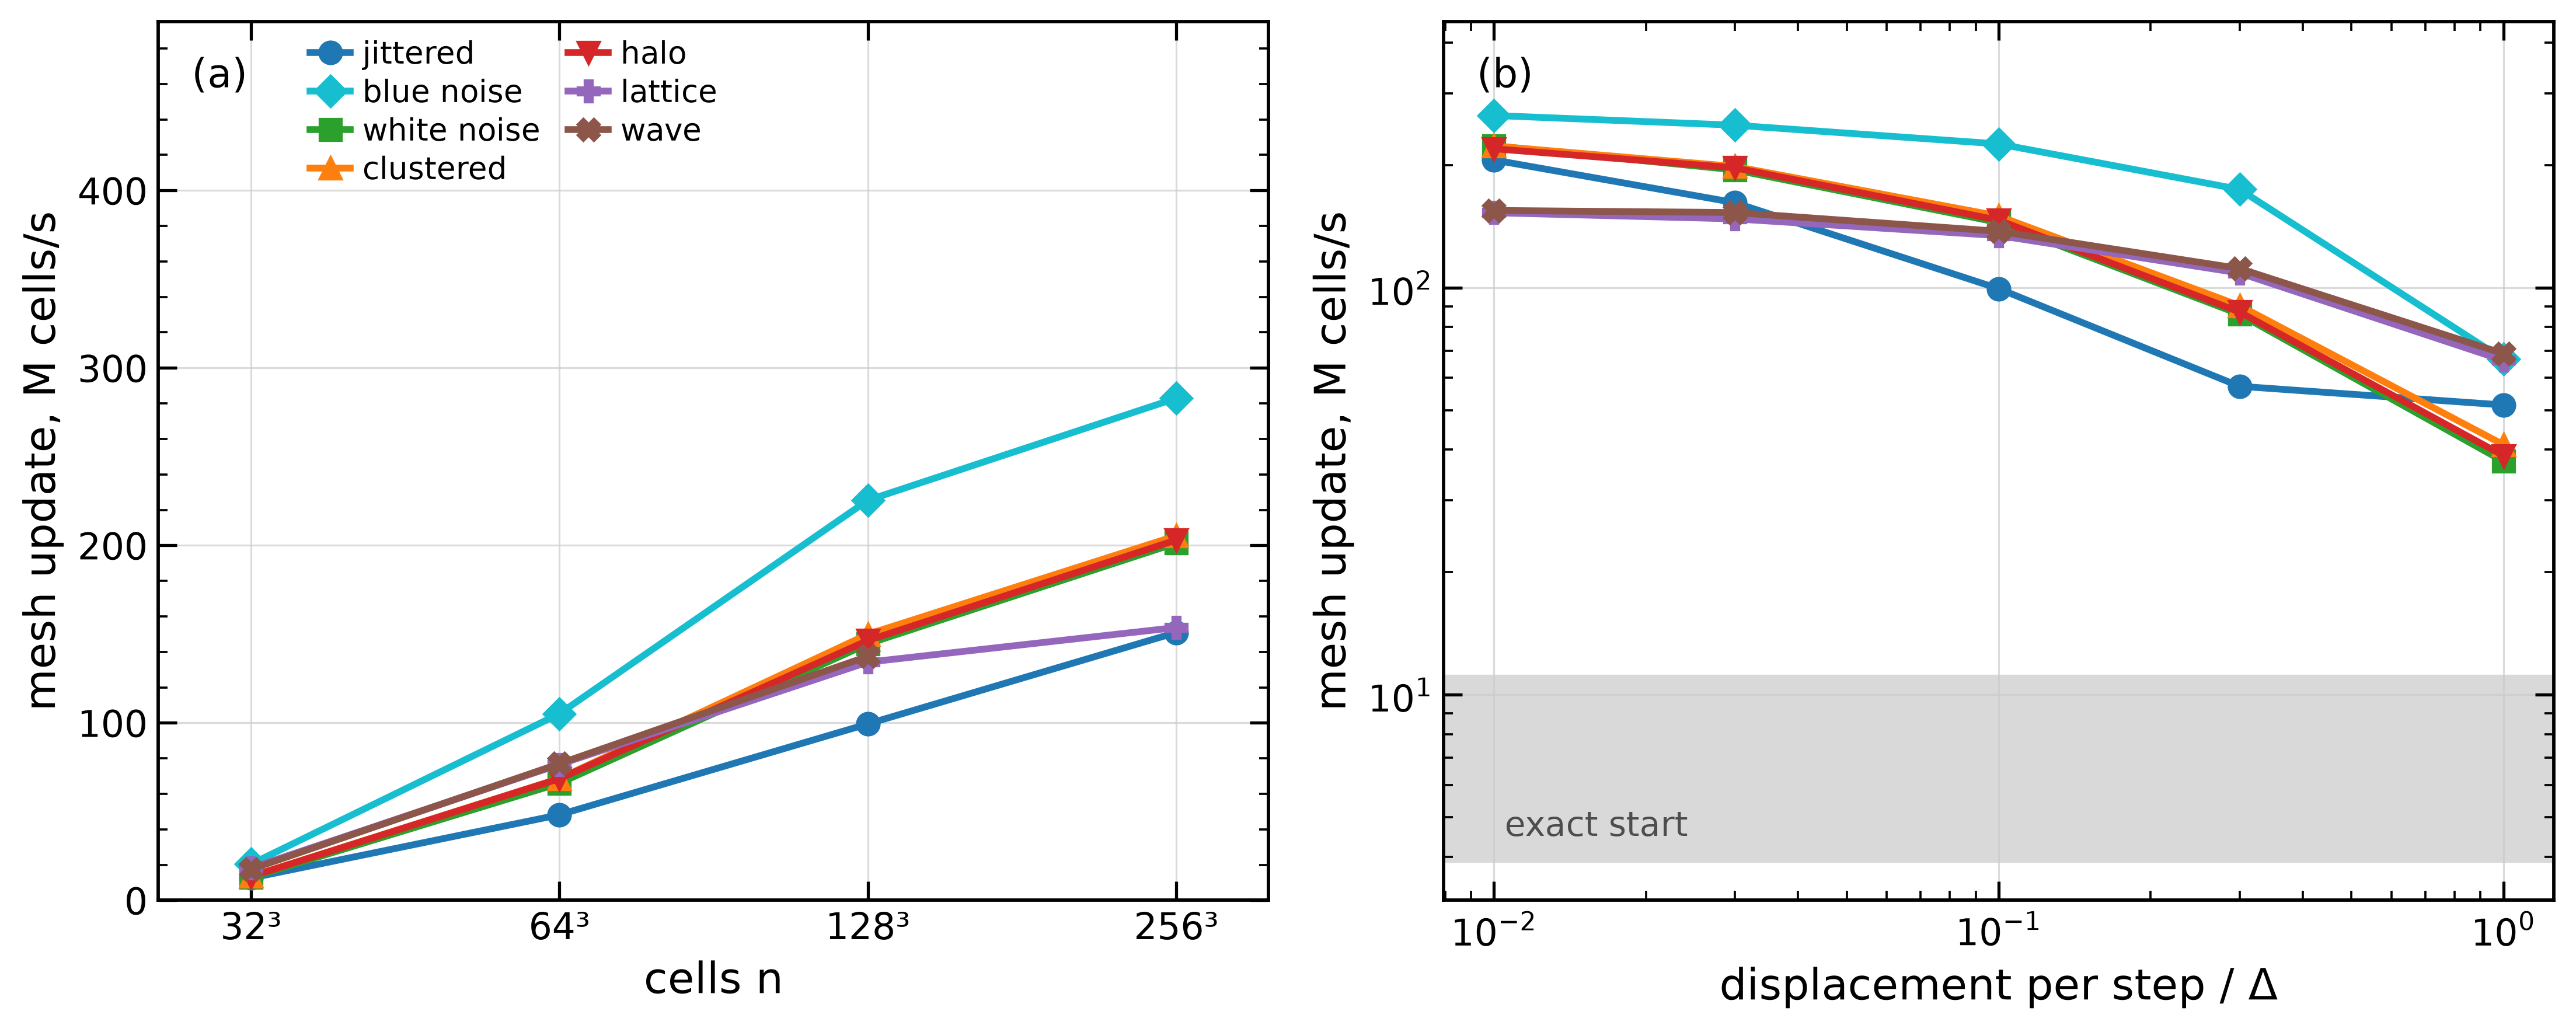 (a)
jittered
blue noise
white noise
clustered
halo
lattice
wave
400
300
200
100
0
32³
64³
128³
256³
cells n
mesh update, M cells/s
(b)
10²
10¹
exact start
10⁻²
10⁻¹
10⁰
displacement per step / Δ
mesh update, M cells/s